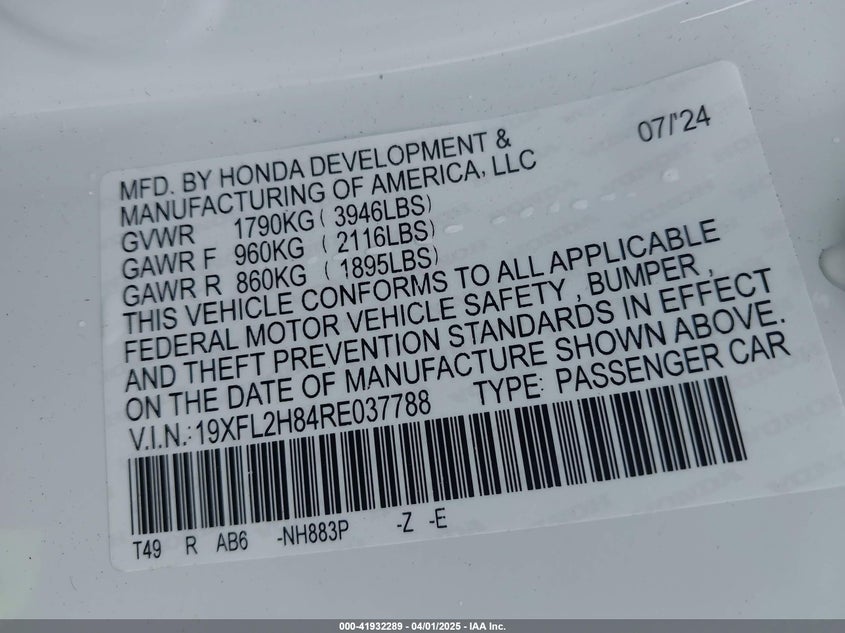 07/'24
MFD. BY HONDA DEVELOPMENT &
MANUFACTURING OF AMERICA, LLC
GVWR 1790KG ( 3946LBS)
GAWR F 960KG ( 2116LBS)
GAWR R 860KG ( 1895LBS)
THIS VEHICLE CONFORMS TO ALL APPLICABLE
FEDERAL MOTOR VEHICLE SAFETY , BUMPER ,
AND THEFT PREVENTION STANDARDS IN EFFECT
ON THE DATE OF MANUFACTURE SHOWN ABOVE.
V.I.N.:19XFL2H84RE037788 TYPE: PASSENGER CAR
T49 R AB6 -NH883P -Z -E
000-41932289 - 04/01/2025 - IAA Inc.